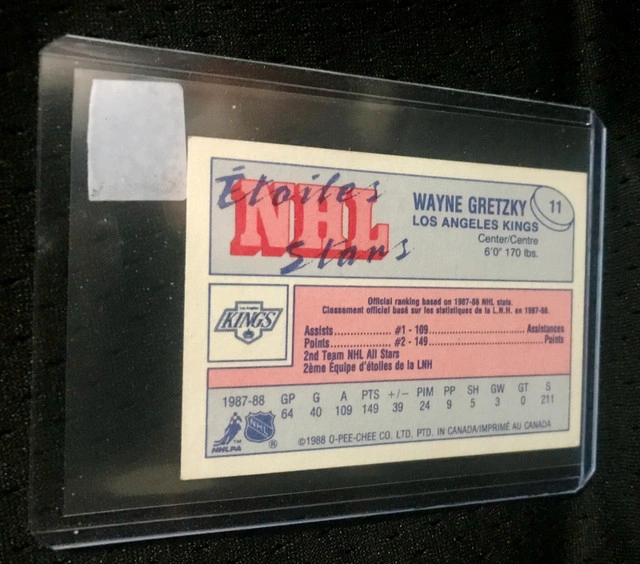 Étoiles
NHL
Stars
WAYNE GRETZKY
11
LOS ANGELES KINGS
Center/Centre
6'0" 170 lbs.
Los Angeles
KINGS
Official ranking based on 1987-88 NHL stats.
Classement officiel basé sur les statistiques de la L.N.H. en 1987-88.
Assists.................#1 - 109.........................Assistances
Points..................#2 - 149................................Points
2nd Team NHL All Stars
2ème Équipe d'étoiles de la LNH
1987-88 GP G A PTS +/- PIM PP SH GW GT S
64 40 109 149 39 24 9 5 3 0 211
NHLPA TM NHL ®
©1988 O-PEE-CHEE CO. LTD. PTD. IN CANADA/IMPRIMÉ AU CANADA